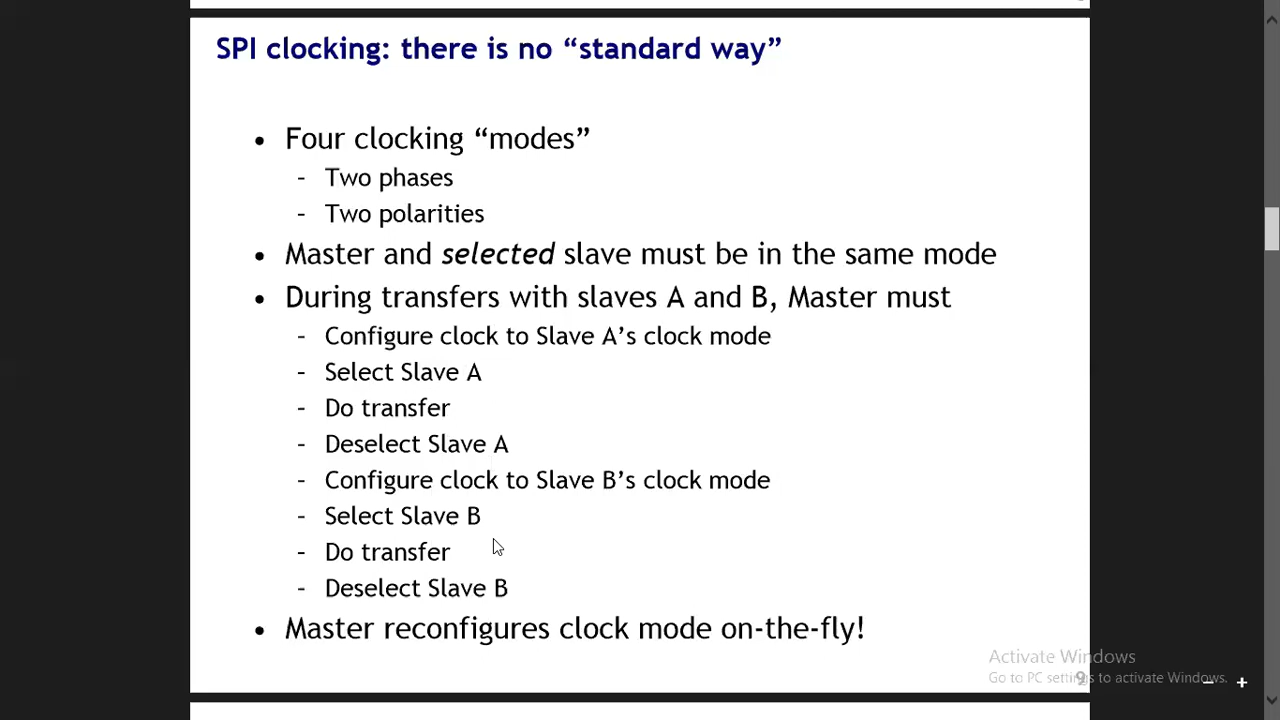 SPI clocking: there is no “standard way”
• Four clocking “modes”
- Two phases
- Two polarities
• Master and selected slave must be in the same mode
• During transfers with slaves A and B, Master must
- Configure clock to Slave A’s clock mode
- Select Slave A
- Do transfer
- Deselect Slave A
- Configure clock to Slave B’s clock mode
- Select Slave B
- Do transfer
- Deselect Slave B
• Master reconfigures clock mode on-the-fly!
Activate Windows
Go to PC settings to activate Windows.
9